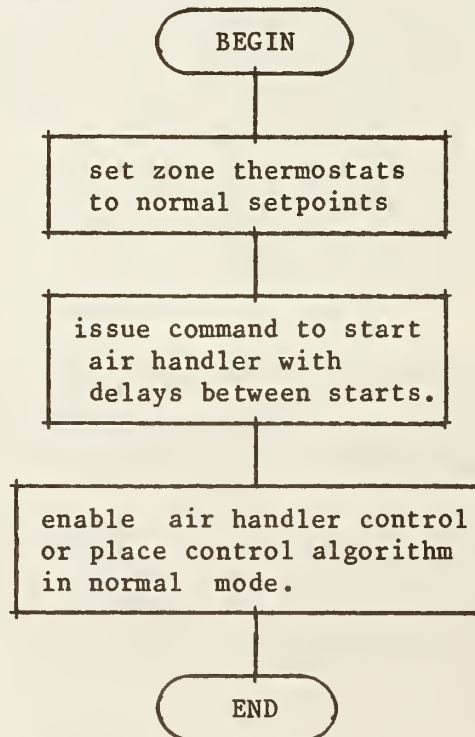 BEGIN
set zone thermostats
to normal setpoints
issue command to start
air handler with
delays between starts.
enable air handler control
or place control algorithm
in normal mode.
END